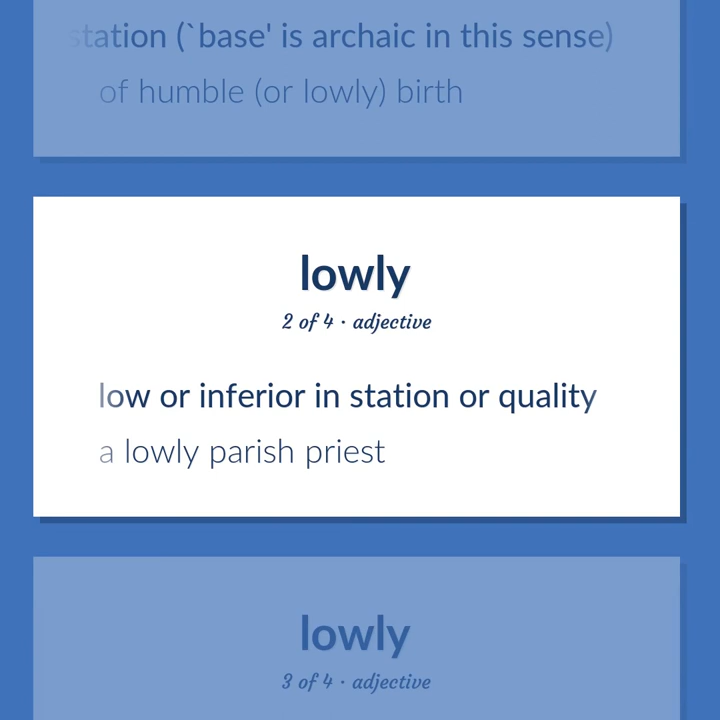 station (`base' is archaic in this sense)
of humble (or lowly) birth
lowly
2 of 4 · adjective
low or inferior in station or quality
a lowly parish priest
lowly
3 of 4 · adjective